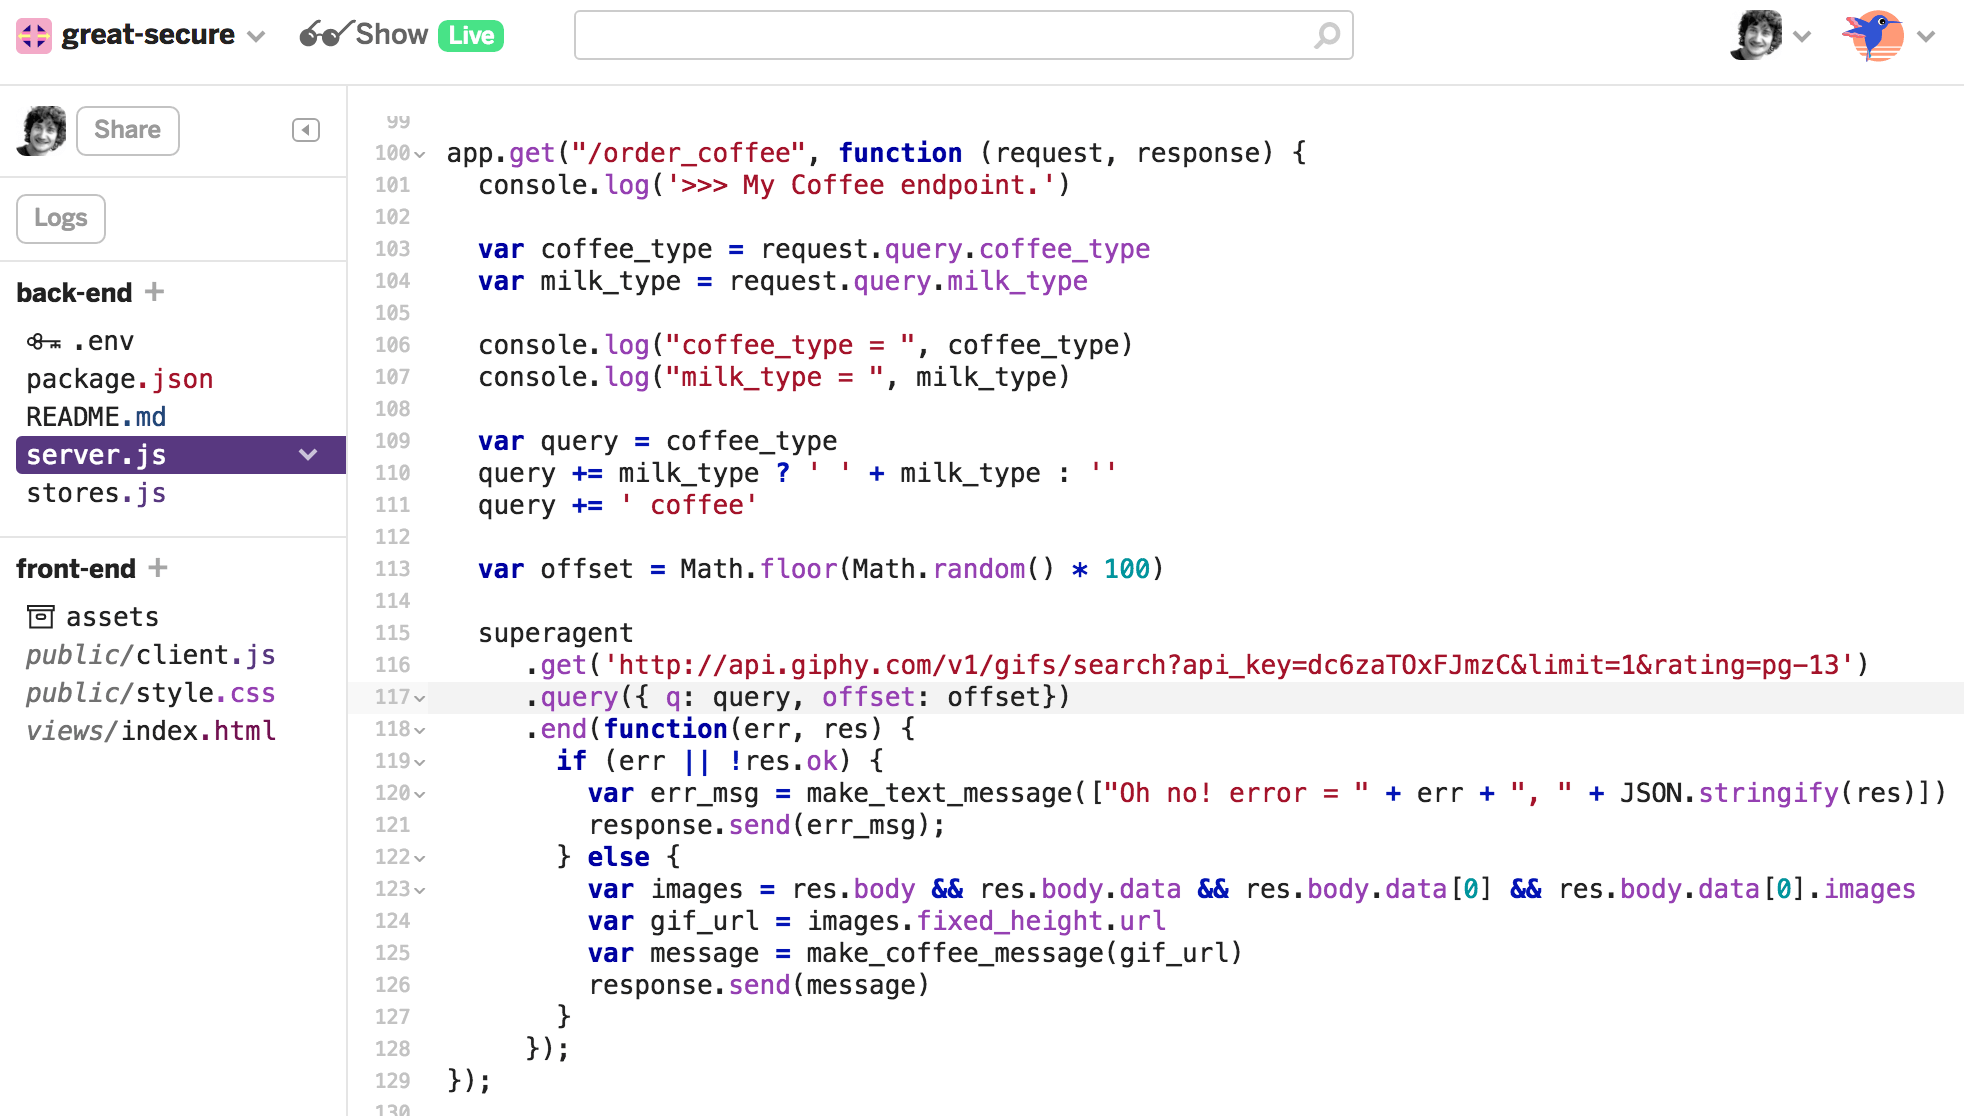 great-secure Show Live
Share
Logs
back-end +
.env
package.json
README.md
server.js
stores.js
front-end +
assets
public/client.js
public/style.css
views/index.html
99
100 app.get("/order_coffee", function (request, response) {
101   console.log('>>> My Coffee endpoint.')
102
103   var coffee_type = request.query.coffee_type
104   var milk_type = request.query.milk_type
105
106   console.log("coffee_type = ", coffee_type)
107   console.log("milk_type = ", milk_type)
108
109   var query = coffee_type
110   query += milk_type ? ' ' + milk_type : ''
111   query += ' coffee'
112
113   var offset = Math.floor(Math.random() * 100)
114
115   superagent
116      .get('http://api.giphy.com/v1/gifs/search?api_key=dc6zaTOxFJmzC&limit=1&rating=pg-13')
117      .query({ q: query, offset: offset})
118      .end(function(err, res) {
119        if (err || !res.ok) {
120          var err_msg = make_text_message(["Oh no! error = " + err + ", " + JSON.stringify(res)])
121          response.send(err_msg);
122        } else {
123          var images = res.body && res.body.data && res.body.data[0] && res.body.data[0].images
124          var gif_url = images.fixed_height.url
125          var message = make_coffee_message(gif_url)
126          response.send(message)
127        }
128      });
129 });
130